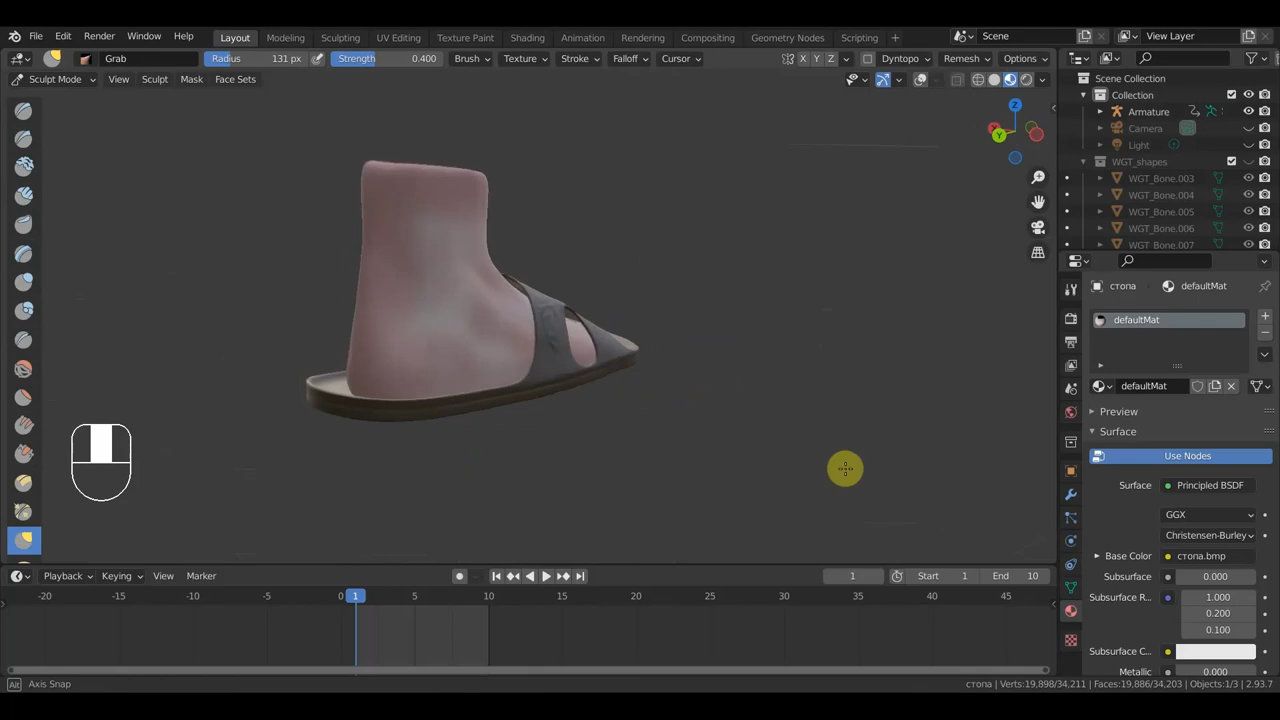 File Edit Render Window Help Layout Modeling Sculpting UV Editing Texture Paint Shading Animation Rendering Compositing Geometry Nodes Scripting + Scene View Layer
Grab Radius 131 px Strength 0.400 Brush Texture Stroke Falloff Cursor X Y Z Dyntopo Remesh Options
Sculpt Mode View Sculpt Mask Face Sets
Scene Collection
Collection
Armature
Camera
Light
WGT_shapes
WGT_Bone.003
WGT_Bone.004
WGT_Bone.005
WGT_Bone.006
WGT_Bone.007
Z
X
Y
стопа defaultMat
defaultMat
defaultMat
Preview
Surface
Use Nodes
Surface Principled BSDF
GGX
Christensen-Burley
Base Color стопа.bmp
Subsurface 0.000
Subsurface R... 1.000
0.200
0.100
Subsurface C...
Metallic 0.000
Playback Keying View Marker 1 Start 1 End 10
-20 -15 -10 -5 0 1 5 10 15 20 25 30 35 40 45
Alt Axis Snap стопа | Verts:19,898/34,211 | Faces:19,886/34,203 | Objects:1/3 | 2.93.7